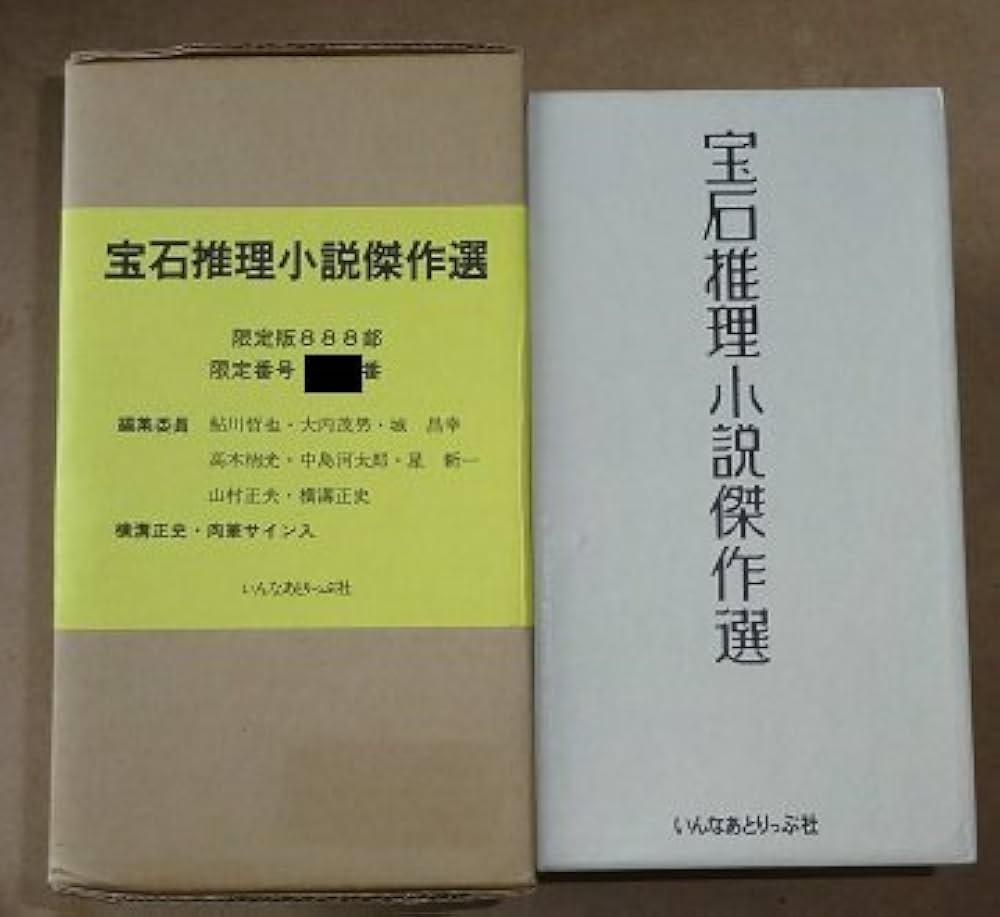 宝石推理小説傑作選
限定版888部
限定番号 番
編集委員 鮎川哲也・大内茂男・城 昌幸
高木彬光・中島河太郎・星 新一
山村正夫・横溝正史
横溝正史・肉筆サイン入
いんなあとりっぷ社
宝石推理小説傑作選
いんなあとりっぷ社